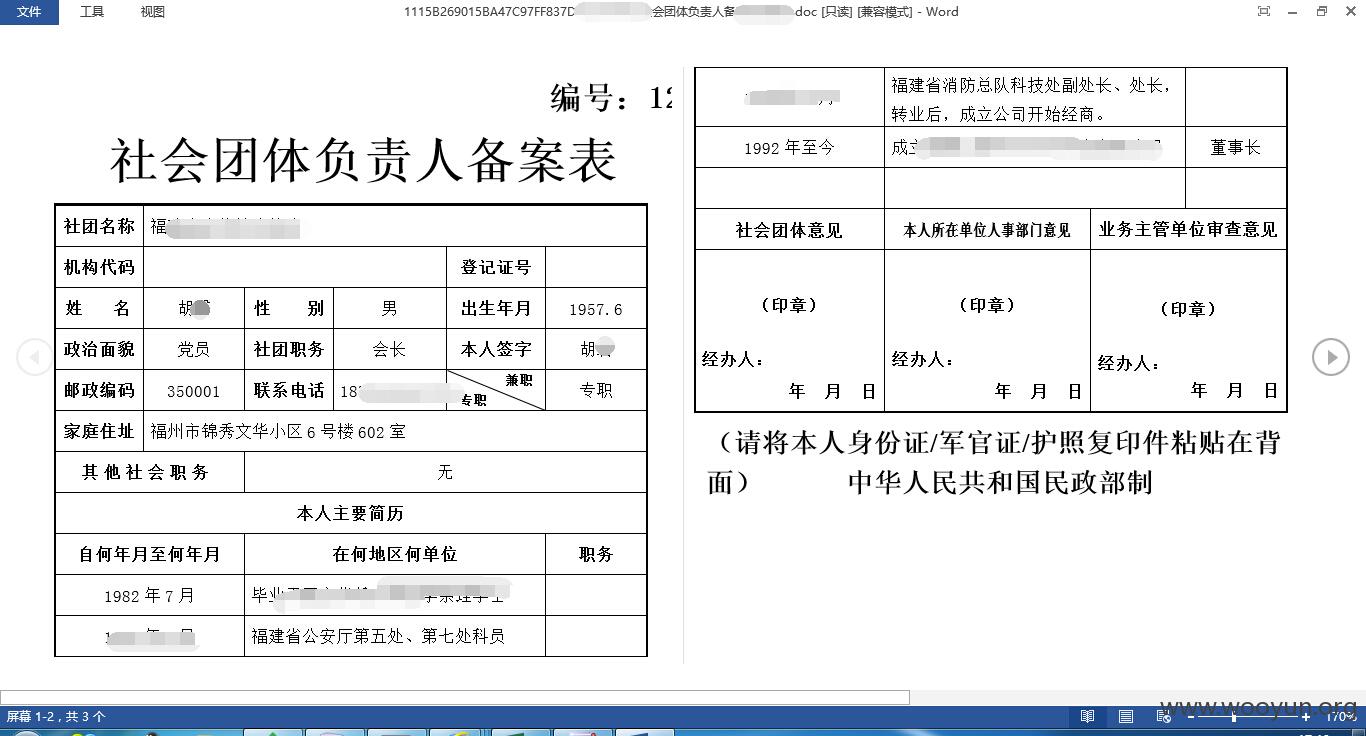 文件 工具 视图 1115B269015BA47C97FF837D 会团体负责人备 .doc [只读] [兼容模式] - Word
编号：12
社会团体负责人备案表
社团名称 福
机构代码 登记证号
姓 名 胡 性 别 男 出生年月 1957.6
政治面貌 党员 社团职务 会长 本人签字 胡
邮政编码 350001 联系电话 18 兼职 专职 专职
家庭住址 福州市锦秀文华小区6号楼602室
其他社会职务 无
本人主要简历
自何年月至何年月 在何地区何单位 职务
1982年7月 毕业
福建省公安厅第五处、第七处科员
月 福建省消防总队科技处副处长、处长，
转业后，成立公司开始经商。
1992年至今 成立 董事长
社会团体意见 本人所在单位人事部门意见 业务主管单位审查意见
（印章） （印章） （印章）
经办人： 经办人： 经办人：
年 月 日 年 月 日 年 月 日
（请将本人身份证/军官证/护照复印件粘贴在背
面） 中华人民共和国民政部制
屏幕 1-2，共 3 个 170%
www.wooyun.org